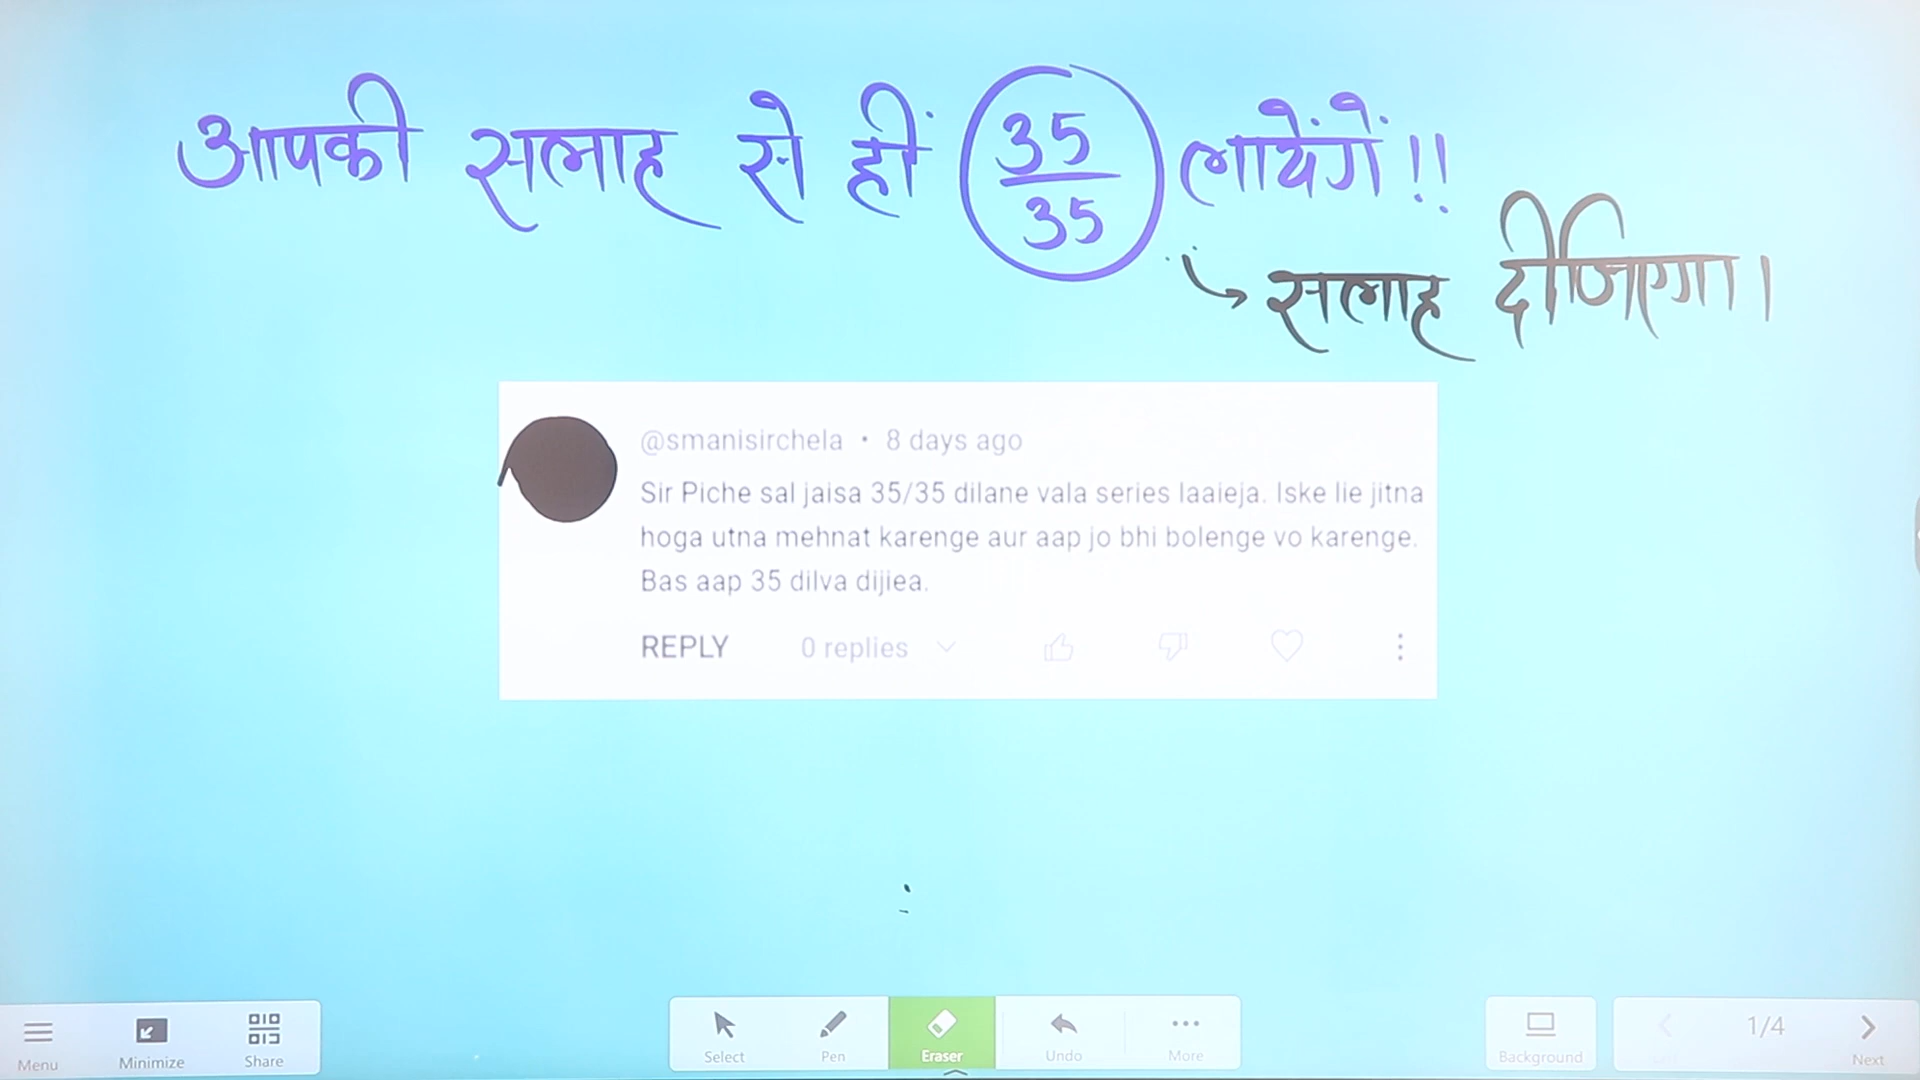 आपकी सलाह से हीं 35/35 लायेंगें!!
सलाह दीजिएगा।
@smanisirchela • 8 days ago
Sir Piche sal jaisa 35/35 dilane vala series laaieja. Iske lie jitna
hoga utna mehnat karenge aur aap jo bhi bolenge vo karenge.
Bas aap 35 dilva dijiea.
REPLY 0 replies
Menu Minimize Share Select Pen Eraser Undo More Background 1/4 Next